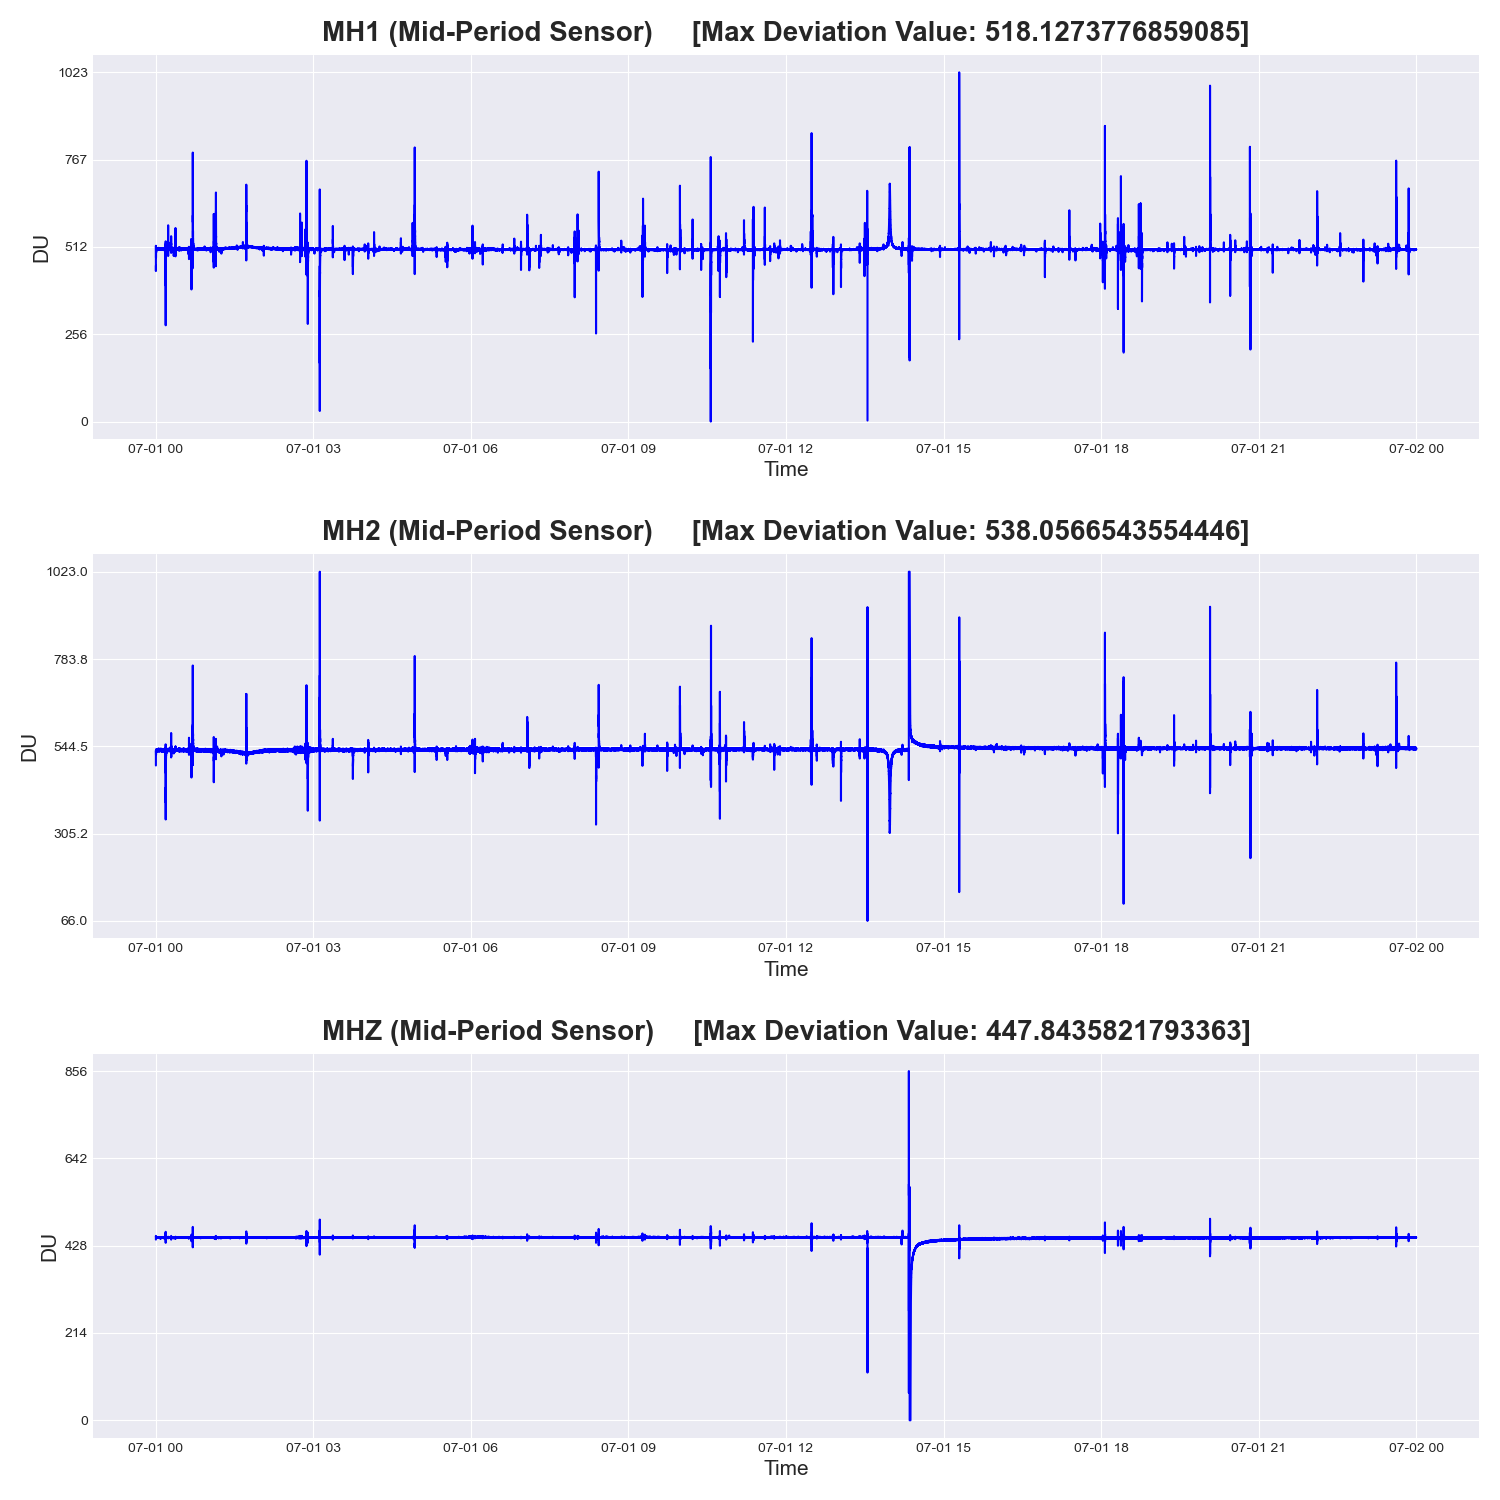 MH1 (Mid-Period Sensor) [Max Deviation Value: 518.1273776859085]
1023
767
512
256
0
DU
07-01 00 07-01 03 07-01 06 07-01 09 07-01 12 07-01 15 07-01 18 07-01 21 07-02 00
Time
MH2 (Mid-Period Sensor) [Max Deviation Value: 538.0566543554446]
1023.0
783.8
544.5
305.2
66.0
DU
07-01 00 07-01 03 07-01 06 07-01 09 07-01 12 07-01 15 07-01 18 07-01 21 07-02 00
Time
MHZ (Mid-Period Sensor) [Max Deviation Value: 447.8435821793363]
856
642
428
214
0
DU
07-01 00 07-01 03 07-01 06 07-01 09 07-01 12 07-01 15 07-01 18 07-01 21 07-02 00
Time